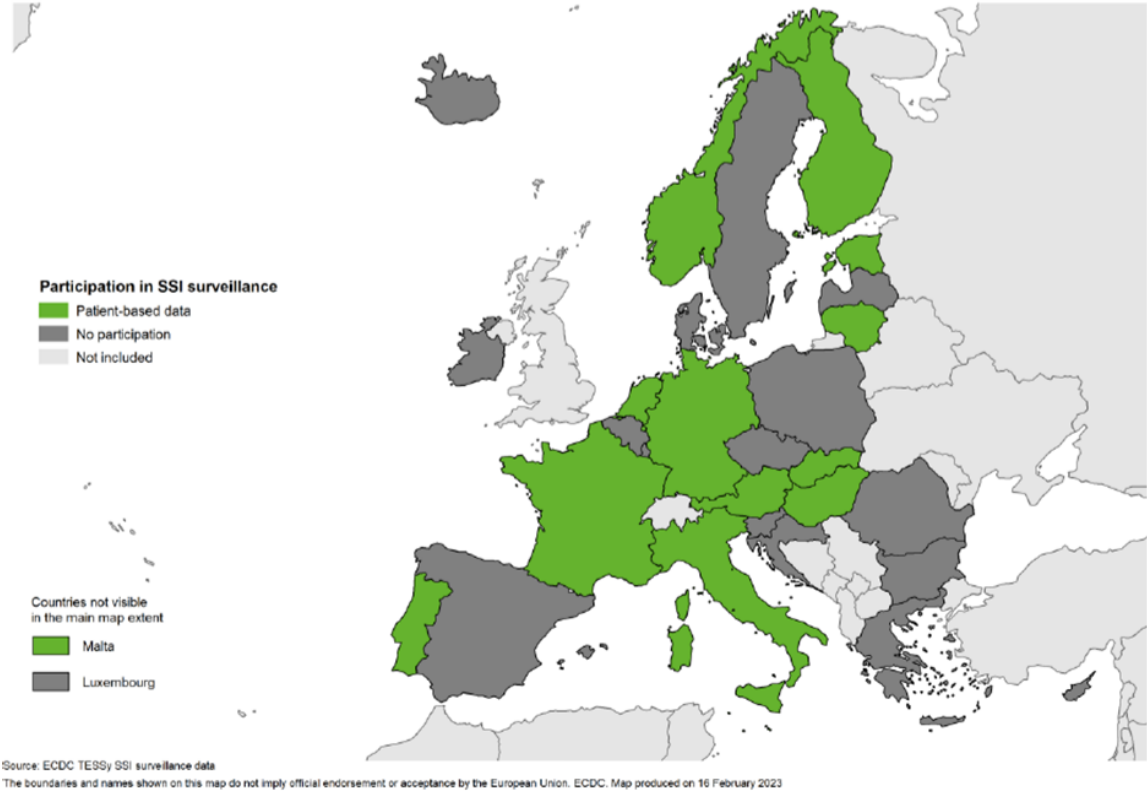 Participation in SSI surveillance
Patient-based data
No participation
Not included
Countries not visible
in the main map extent
Malta
Luxembourg
Source: ECDC TESSy SSI surveillance data
The boundaries and names shown on this map do not imply official endorsement or acceptance by the European Union. ECDC. Map produced on 16 February 2023